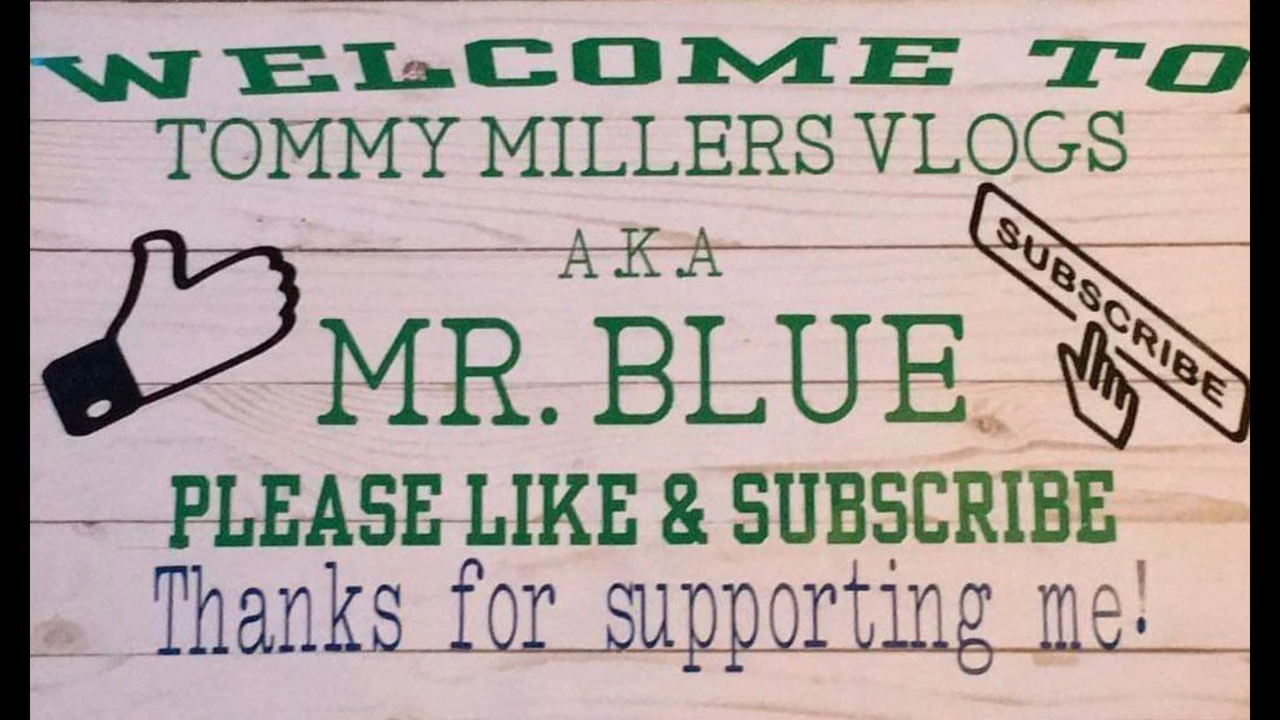 WELCOME TO
TOMMY MILLERS VLOGS
A.K.A
SUBSCRIBE
MR. BLUE
PLEASE LIKE & SUBSCRIBE
Thanks for supporting me!